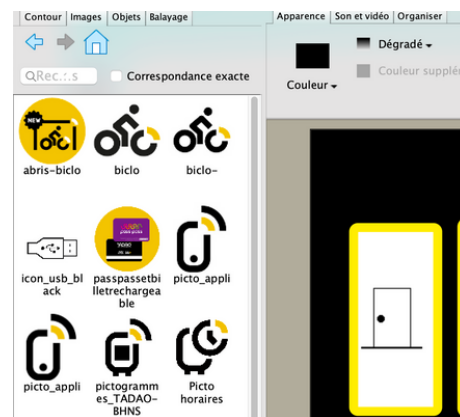 Contour Images Objets Balayage
Apparence Son et vidéo Organiser
Dégradé
Couleur supplé
Couleur
Rec.:.s
Correspondance exacte
NEW
abris-biclo
biclo
biclo-
icon_usb_bl
ack
passpassetbi
lletrechargea
ble
picto_appli
picto_appli
pictogramm
es_TADAO-
BHNS
Picto
horaires